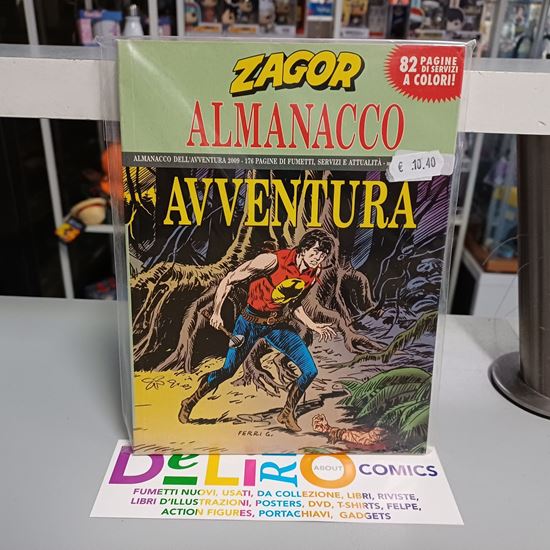 ZAGOR
82 PAGINE
DI SERVIZI
A COLORI!
ALMANACCO
ALMANACCO DELL'AVVENTURA 2009 - 176 PAGINE DI FUMETTI, SERVIZI E ATTUALITÀ -
€ 10,40
AVVENTURA
FERRI G.
DeLiRiO
ABOUT COMICS
FUMETTI NUOVI, USATI, DA COLLEZIONE, LIBRI, RIVISTE,
LIBRI D'ILLUSTRAZIONI, POSTERS, DVD, T-SHIRTS, FELPE,
ACTION FIGURES, PORTACHIAVI, GADGETS